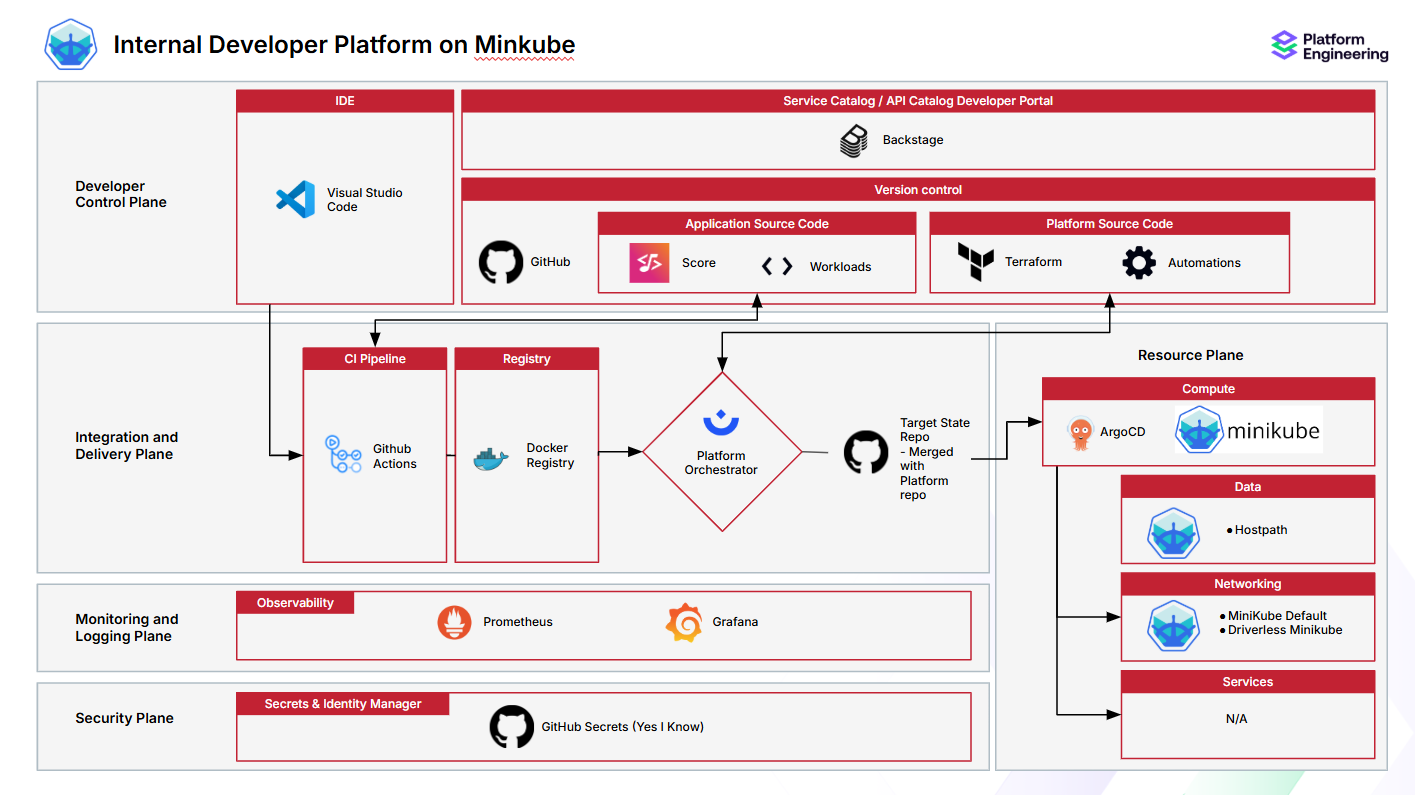 Internal Developer Platform on Minkube
Platform
Engineering
Developer
Control Plane
IDE
Visual Studio
Code
Service Catalog / API Catalog Developer Portal
Backstage
Version control
GitHub
Application Source Code
Score
Workloads
Platform Source Code
Terraform
Automations
Integration and
Delivery Plane
CI Pipeline
Github
Actions
Registry
Docker
Registry
Platform
Orchestrator
Target State
Repo
- Merged
with
Platform
repo
Resource Plane
Compute
ArgoCD
minikube
Data
• Hostpath
Networking
• MiniKube Default
• Driverless Minikube
Services
N/A
Monitoring and
Logging Plane
Observability
Prometheus
Grafana
Security Plane
Secrets & Identity Manager
GitHub Secrets (Yes I Know)